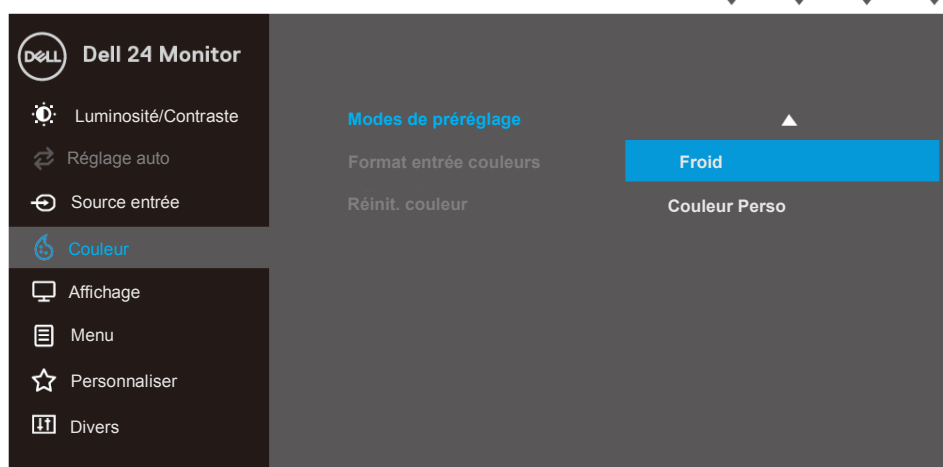 DELL Dell 24 Monitor
Luminosité/Contraste
Réglage auto
Source entrée
Couleur
Affichage
Menu
Personnaliser
Divers
Modes de préréglage
Format entrée couleurs
Froid
Réinit. couleur
Couleur Perso